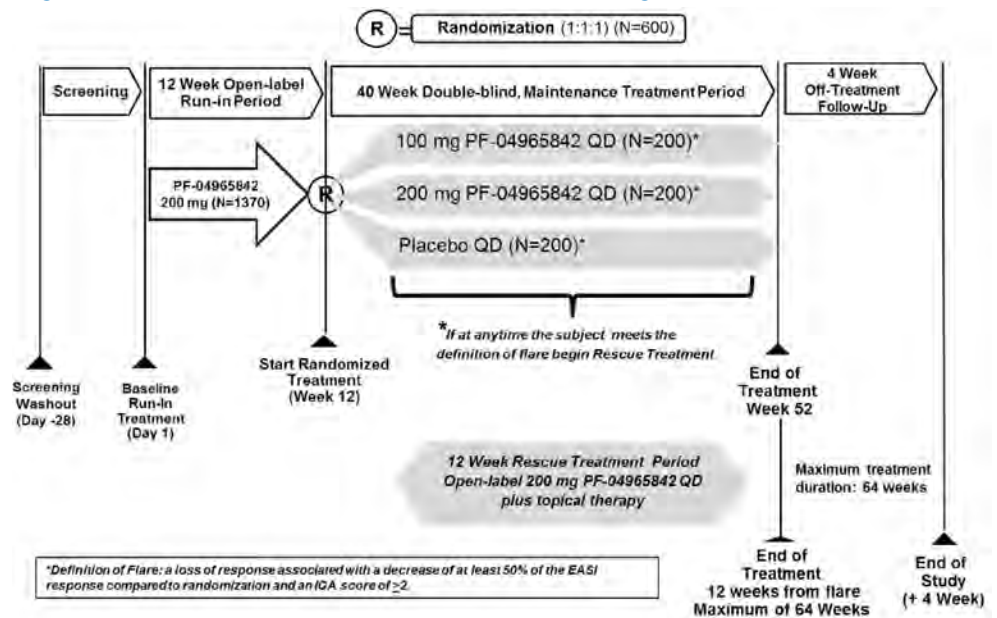 R = Randomization (1:1:1) (N=600)
Screening
12 Week Open-label
Run-in Period
40 Week Double-blind, Maintenance Treatment Period
4 Week
Off-Treatment
Follow-Up
PF-04965842
200 mg (N=1370)
R
100 mg PF-04965842 QD (N=200)*
200 mg PF-04965842 QD (N=200)*
Placebo QD (N=200)*
*If at anytime the subject meets the
definition of flare begin Rescue Treatment
Screening
Washout
(Day -28)
Baseline
Run-In
Treatment
(Day 1)
Start Randomized
Treatment
(Week 12)
End of
Treatment
Week 52
12 Week Rescue Treatment Period
Open-label 200 mg PF-04965842 QD
plus topical therapy
Maximum treatment
duration: 64 weeks
*Definition of Flare: a loss of response associated with a decrease of at least 50% of the EASI
response compared to randomization and an IGA score of ≥2.
End of
Treatment
12 weeks from flare
Maximum of 64 Weeks
End of
Study
(+ 4 Week)